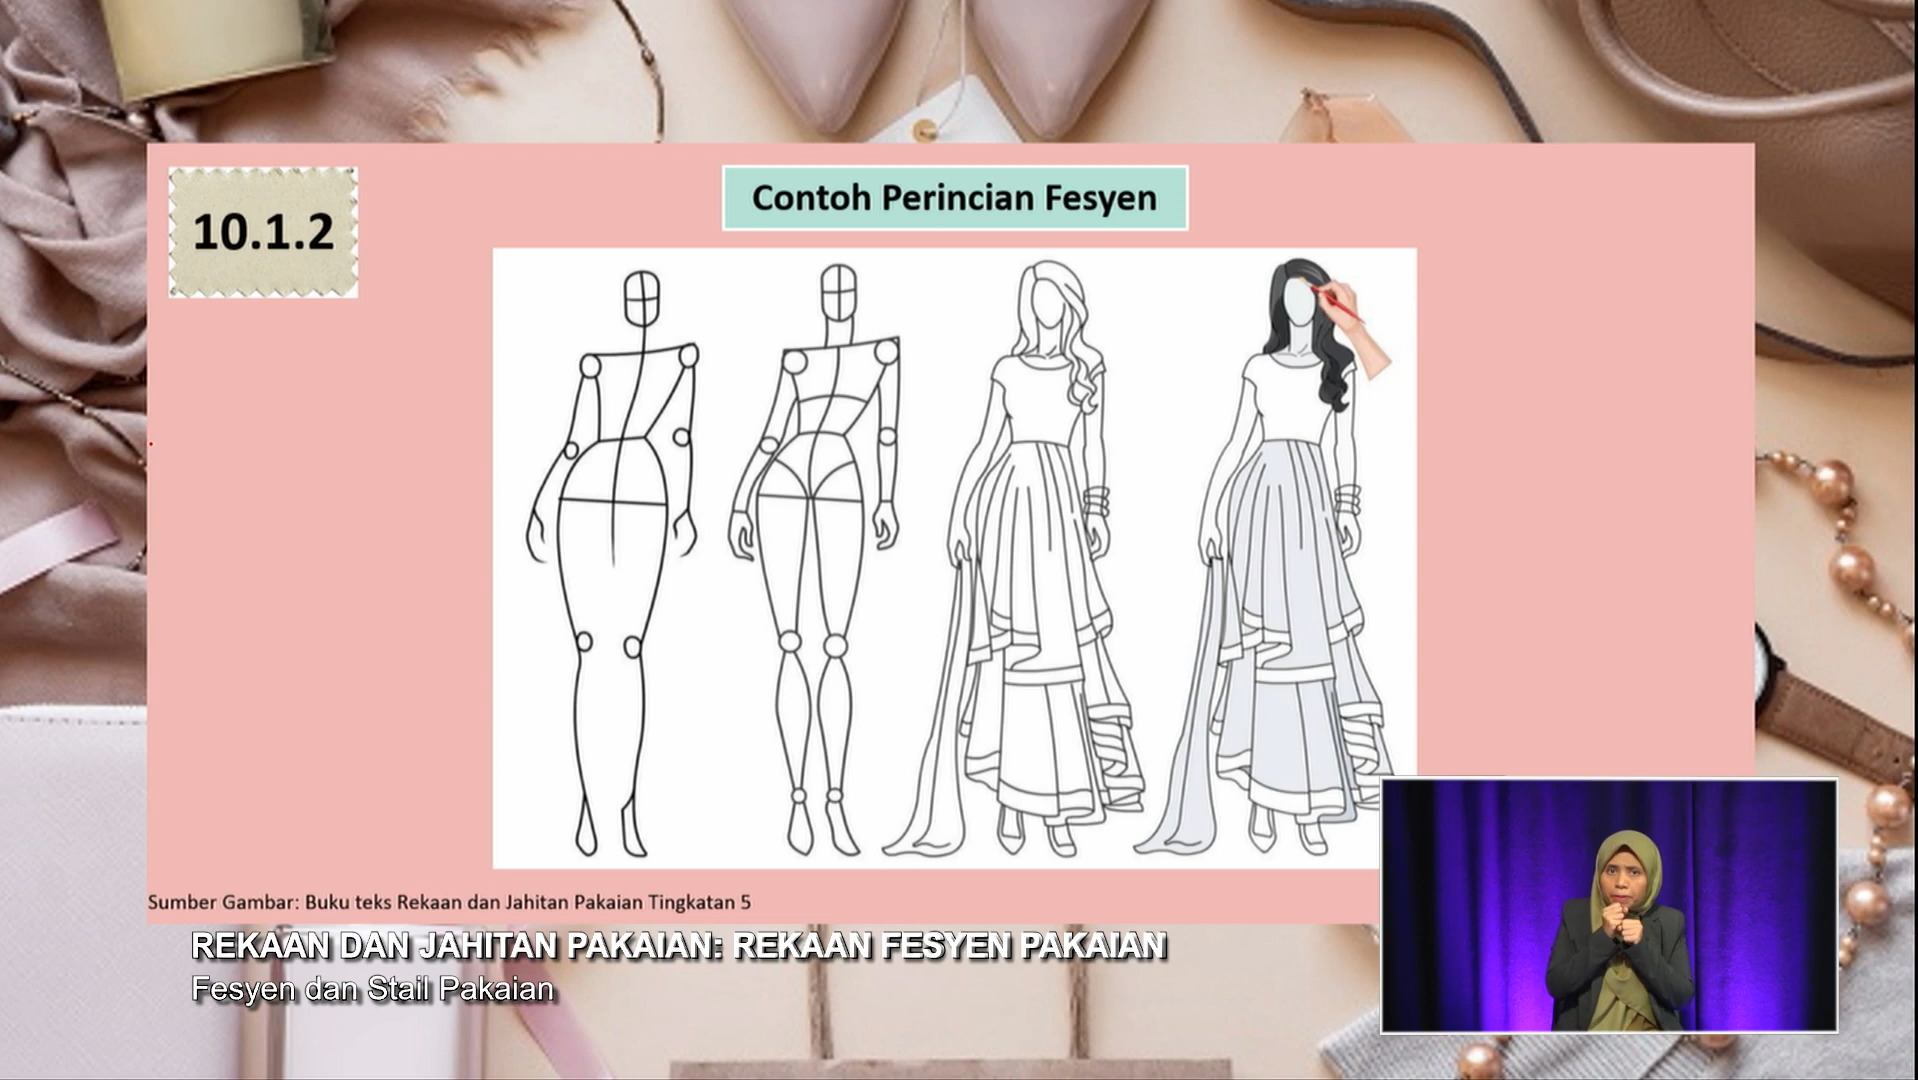 10.1.2
Contoh Perincian Fesyen
Sumber Gambar: Buku teks Rekaan dan Jahitan Pakaian Tingkatan 5
REKAAN DAN JAHITAN PAKAIAN: REKAAN FESYEN PAKAIAN
Fesyen dan Stail Pakaian